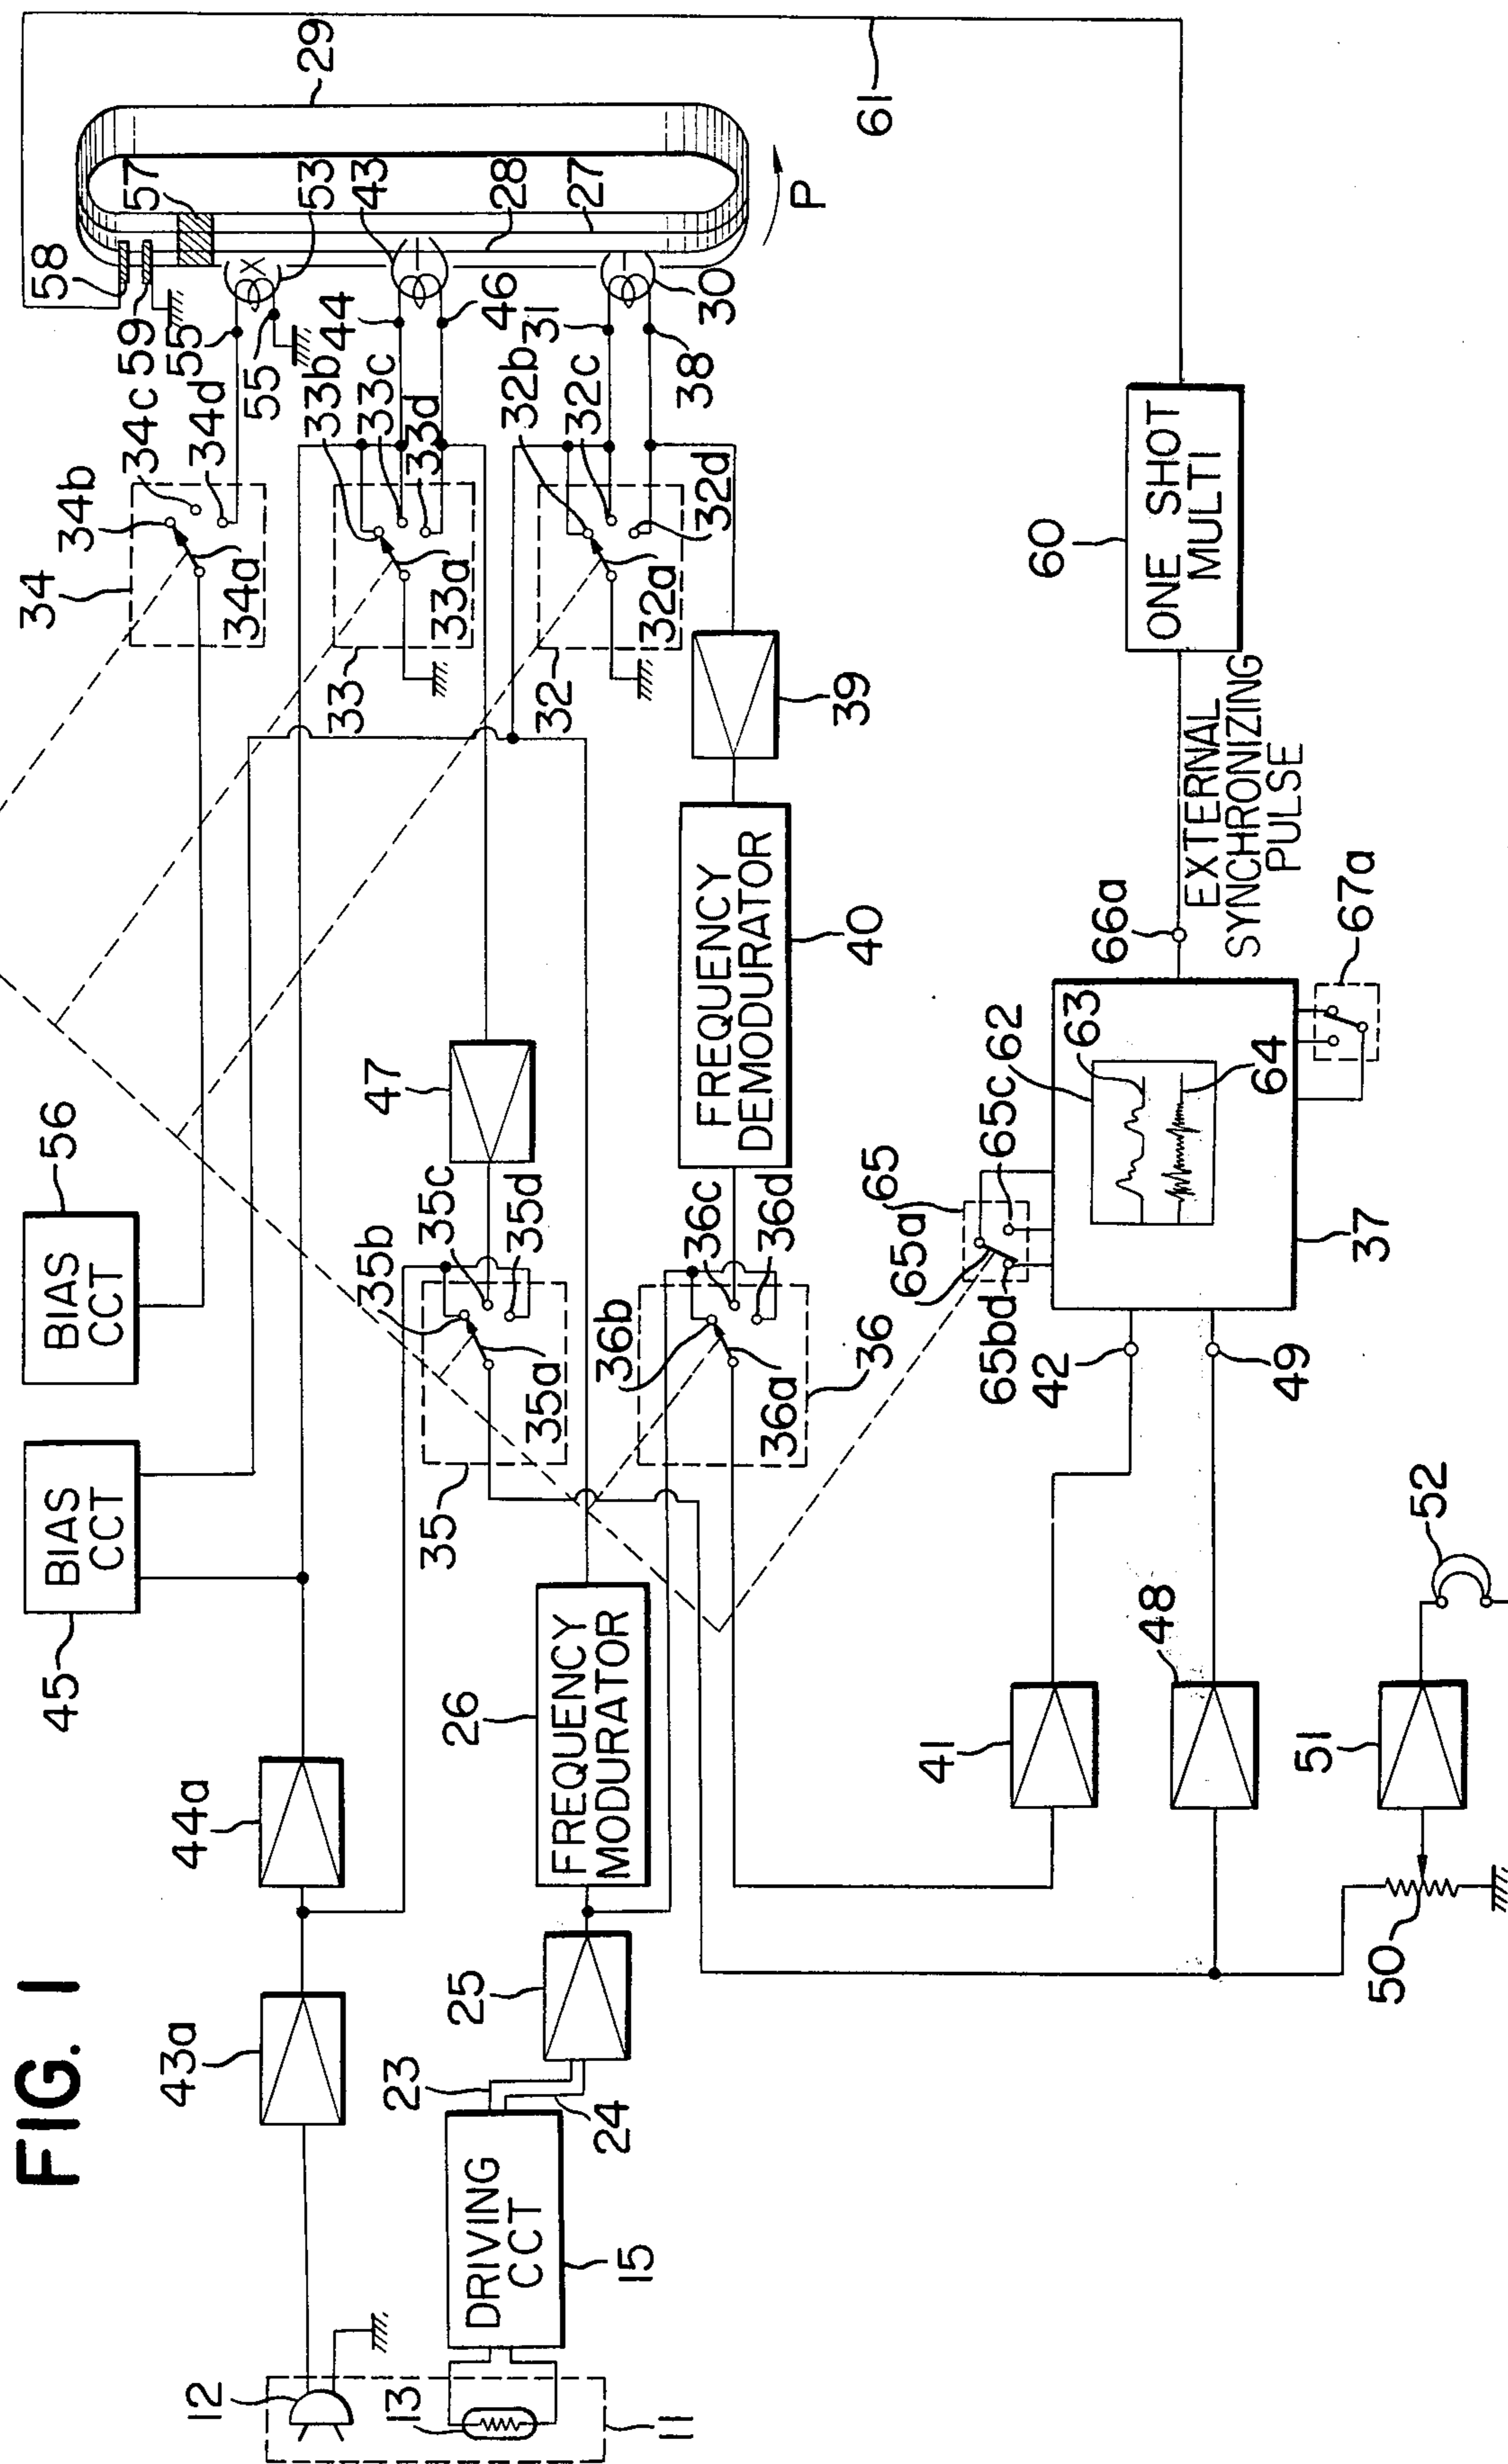 FIG. 1
12
13
11
43a
44a
45
BIAS
CCT
56
BIAS
CCT
DRIVING
CCT
15
23
24
25
26
FREQUENCY
MODURATOR
35
35a
35b
35c
35d
47
36
36a
36b
36c
36d
FREQUENCY
DEMODURATOR
40
39
34
34a
34b
34c
34d
33
33a
33b
33c
33d
32
32a
32b
32c
32d
58
59
55
55
57
53
44
46
43
31
38
30
28
27
29
P
61
60
ONE SHOT
MULTI
EXTERNAL
SYNCHRONIZING
PULSE
66a
67a
65
65a
65bd
65c
62
63
64
37
42
49
41
48
50
51
52